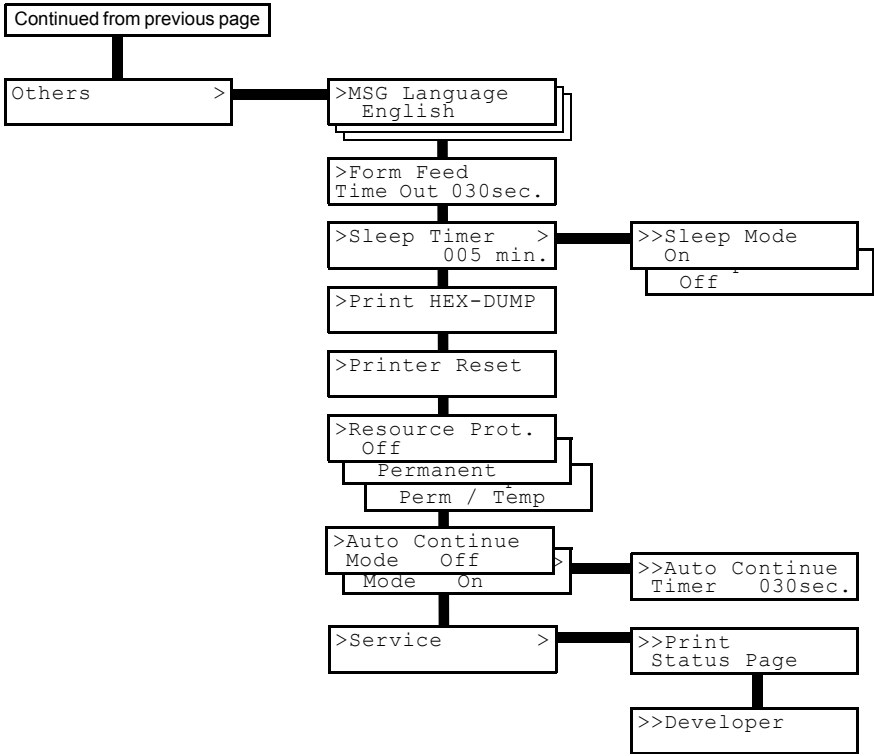 Continued from previous page
Others >
>MSG Language
English
>Form Feed
Time Out 030sec.
>Sleep Timer >
005 min.
>>Sleep Mode
On
Off
>Print HEX-DUMP
>Printer Reset
>Resource Prot.
Off
Permanent
Perm / Temp
>Auto Continue
Mode Off
>
Mode On
>>Auto Continue
Timer 030sec.
>Service >
>>Print
Status Page
>>Developer